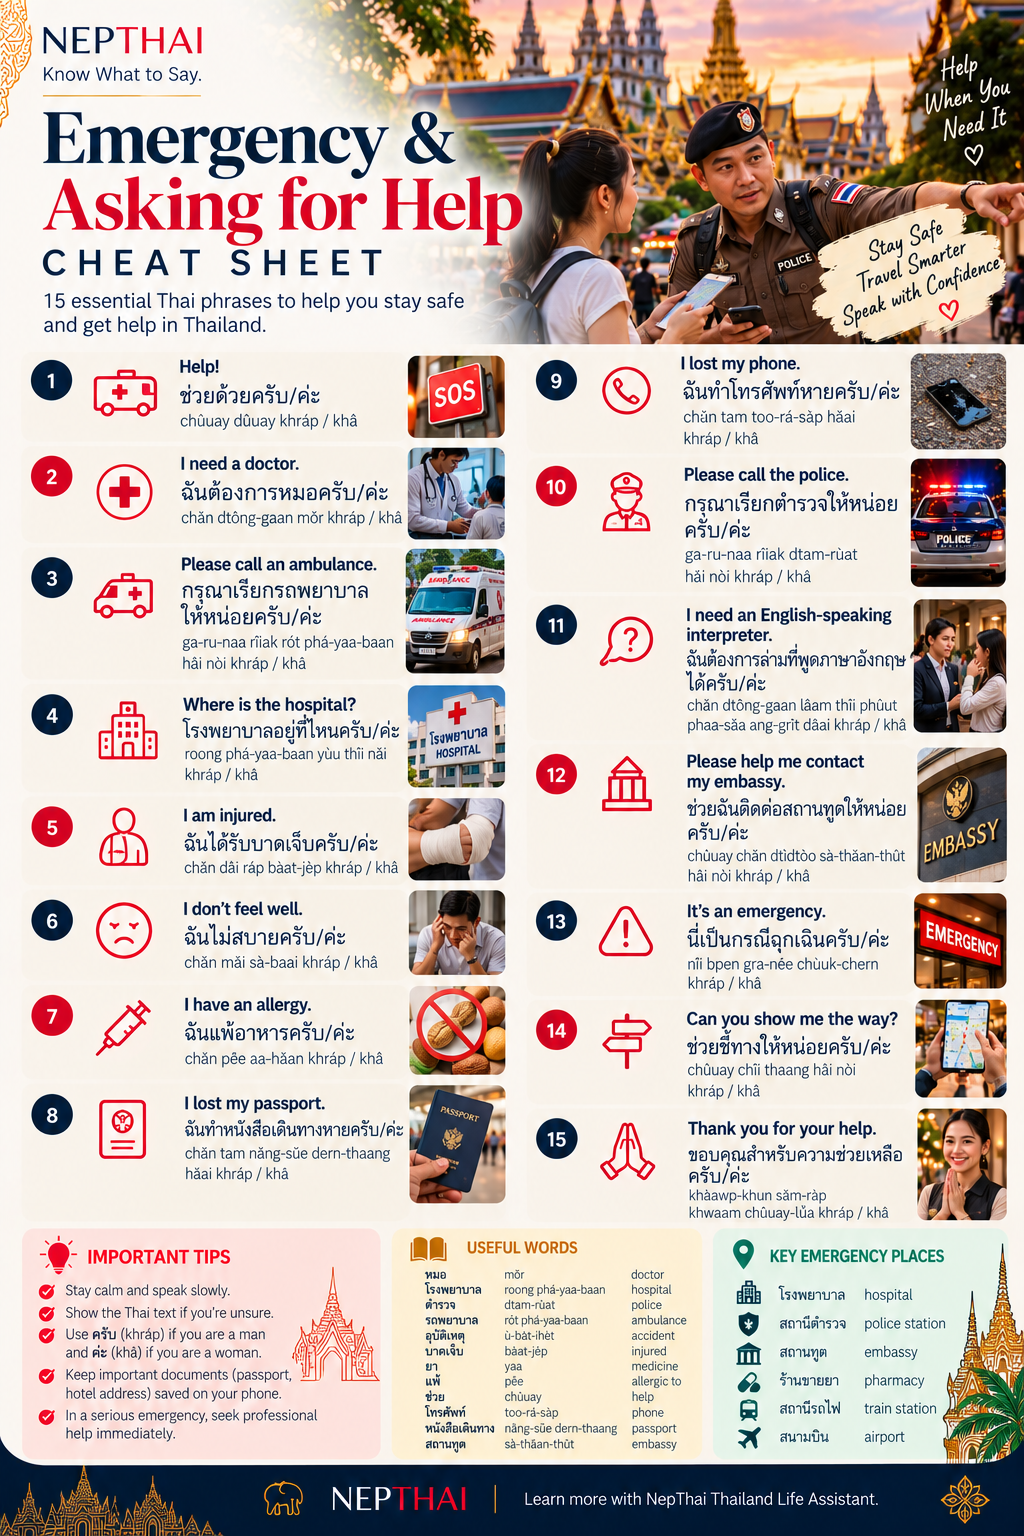 NEPTHAI
Know What to Say.
Emergency &
Asking for Help
CHEAT SHEET
15 essential Thai phrases to help you stay safe
and get help in Thailand.
Help
When You
Need It
POLICE
Stay Safe
Travel Smarter
Speak with Confidence
1
Help!
ช่วยด้วยครับ/ค่ะ
chûuay dûuay khráp / khâ
SOS
2
I need a doctor.
ฉันต้องการหมอครับ/ค่ะ
chăn dtông-gaan mŏr khráp / khâ
3
Please call an ambulance.
กรุณาเรียกรถพยาบาล
ให้หน่อยครับ/ค่ะ
ga-ru-naa rîiak rót phá-yaa-baan
hâi nòi khráp / khâ
AMBULANCE
4
Where is the hospital?
โรงพยาบาลอยู่ที่ไหนครับ/ค่ะ
roong phá-yaa-baan yùu thîi năi
khráp / khâ
โรงพยาบาล
HOSPITAL
5
I am injured.
ฉันได้รับบาดเจ็บครับ/ค่ะ
chăn dâi ráp bàat-jèp khráp / khâ
6
I don't feel well.
ฉันไม่สบายครับ/ค่ะ
chăn măi sà-baai khráp / khâ
7
I have an allergy.
ฉันแพ้อาหารครับ/ค่ะ
chăn pêe aa-hăan khráp / khâ
8
I lost my passport.
ฉันทำหนังสือเดินทางหายครับ/ค่ะ
chăn tam năng-sŭe dern-thaang
hăai khráp / khâ
PASSPORT
9
I lost my phone.
ฉันทำโทรศัพท์หายครับ/ค่ะ
chăn tam too-rá-sàp hăai
khráp / khâ
10
Please call the police.
กรุณาเรียกตำรวจให้หน่อย
ครับ/ค่ะ
ga-ru-naa rîiak dtam-rùat
hăi nòi khráp / khâ
POLICE
11
I need an English-speaking
interpreter.
ฉันต้องการล่ามที่พูดภาษาอังกฤษ
ได้ครับ/ค่ะ
chăn dtông-gaan lâam thîi phûut
phaa-săa ang-grìt dâai khráp / khâ
12
Please help me contact
my embassy.
ช่วยฉันติดต่อสถานทูตให้หน่อย
ครับ/ค่ะ
chùuay chăn dtìdtòo sà-thăan-thût
hâi nòi khráp / khâ
EMBASSY
13
It's an emergency.
นี่เป็นกรณีฉุกเฉินครับ/ค่ะ
nîi bpen gra-née chùuk-chern
khráp / khâ
EMERGENCY
14
Can you show me the way?
ช่วยชี้ทางให้หน่อยครับ/ค่ะ
chûuay chîi thaang hâi nòi
khráp / khâ
15
Thank you for your help.
ขอบคุณสำหรับความช่วยเหลือ
ครับ/ค่ะ
khàawp-khun săm-ràp
khwaam chûuay-lŭa khráp / khâ
IMPORTANT TIPS
Stay calm and speak slowly.
Show the Thai text if you're unsure.
Use ครับ (khráp) if you are a man
and ค่ะ (khâ) if you are a woman.
Keep important documents (passport,
hotel address) saved on your phone.
In a serious emergency, seek professional
help immediately.
USEFUL WORDS
หมอ mŏr doctor
โรงพยาบาล roong phá-yaa-baan hospital
ตำรวจ dtam-rùat police
รถพยาบาล rót phá-yaa-baan ambulance
อุบัติเหตุ ù-bàt-ihèt accident
บาดเจ็บ bàat-jèp injured
ยา yaa medicine
แพ้ pêe allergic to
ช่วย chûuay help
โทรศัพท์ too-rá-sàp phone
หนังสือเดินทาง năng-sŭe dern-thaang passport
สถานทูต sà-thăan-thût embassy
KEY EMERGENCY PLACES
โรงพยาบาล hospital
สถานีตำรวจ police station
สถานทูต embassy
ร้านขายยา pharmacy
สถานีรถไฟ train station
สนามบิน airport
NEPTHAI
Learn more with NepThai Thailand Life Assistant.